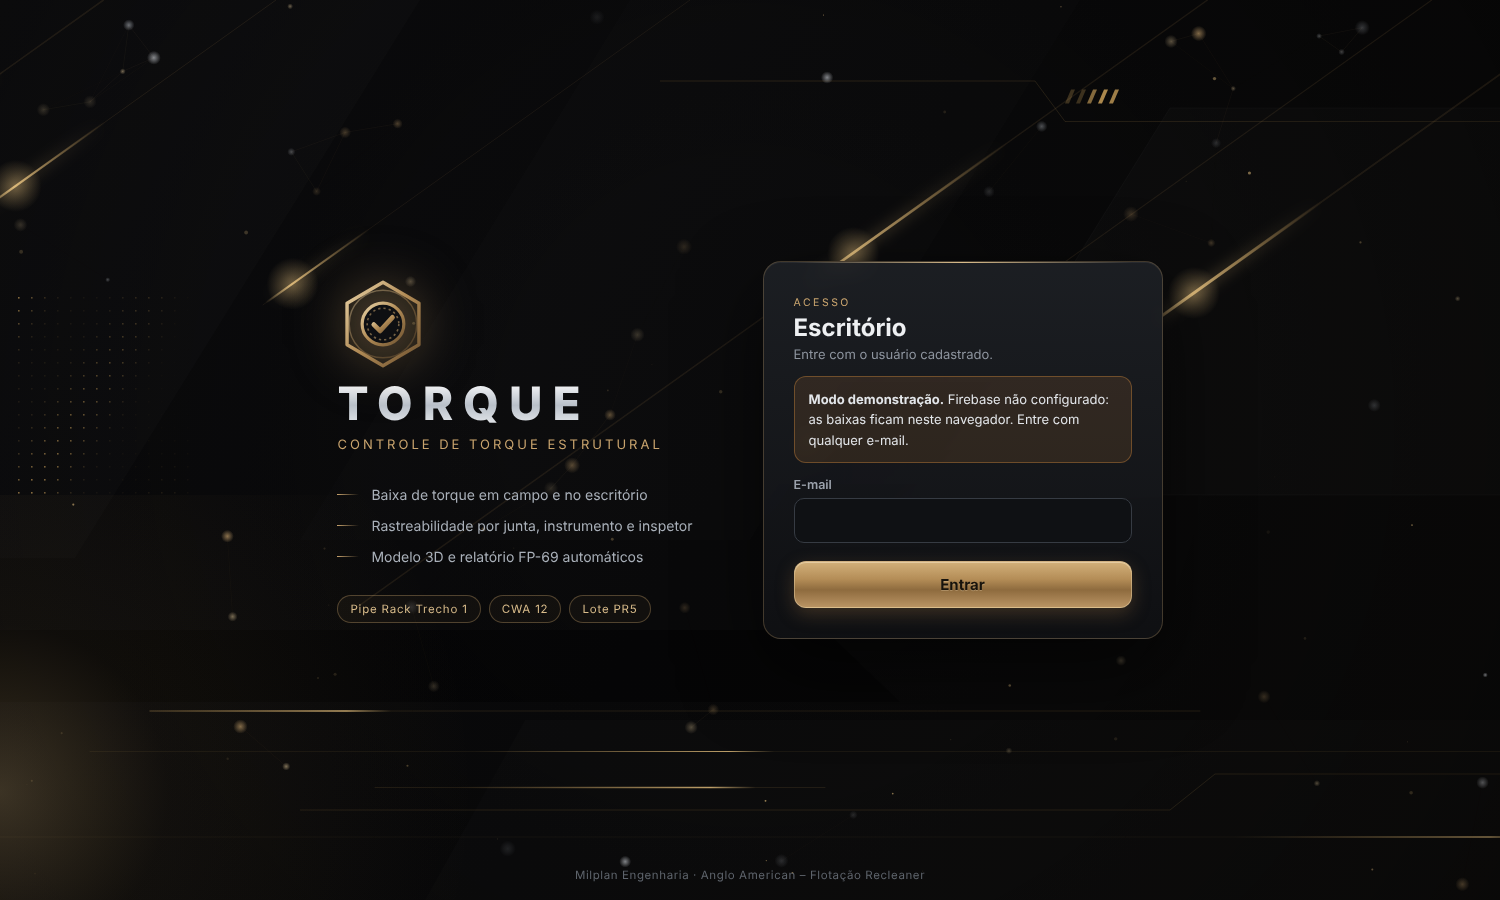 TORQUE
CONTROLE DE TORQUE ESTRUTURAL
Baixa de torque em campo e no escritório
Rastreabilidade por junta, instrumento e inspetor
Modelo 3D e relatório FP-69 automáticos
Pipe Rack Trecho 1
CWA 12
Lote PR5
ACESSO
Escritório
Entre com o usuário cadastrado.
Modo demonstração. Firebase não configurado:
as baixas ficam neste navegador. Entre com
qualquer e-mail.
E-mail
Entrar
Milplan Engenharia · Anglo American – Flotação Recleaner